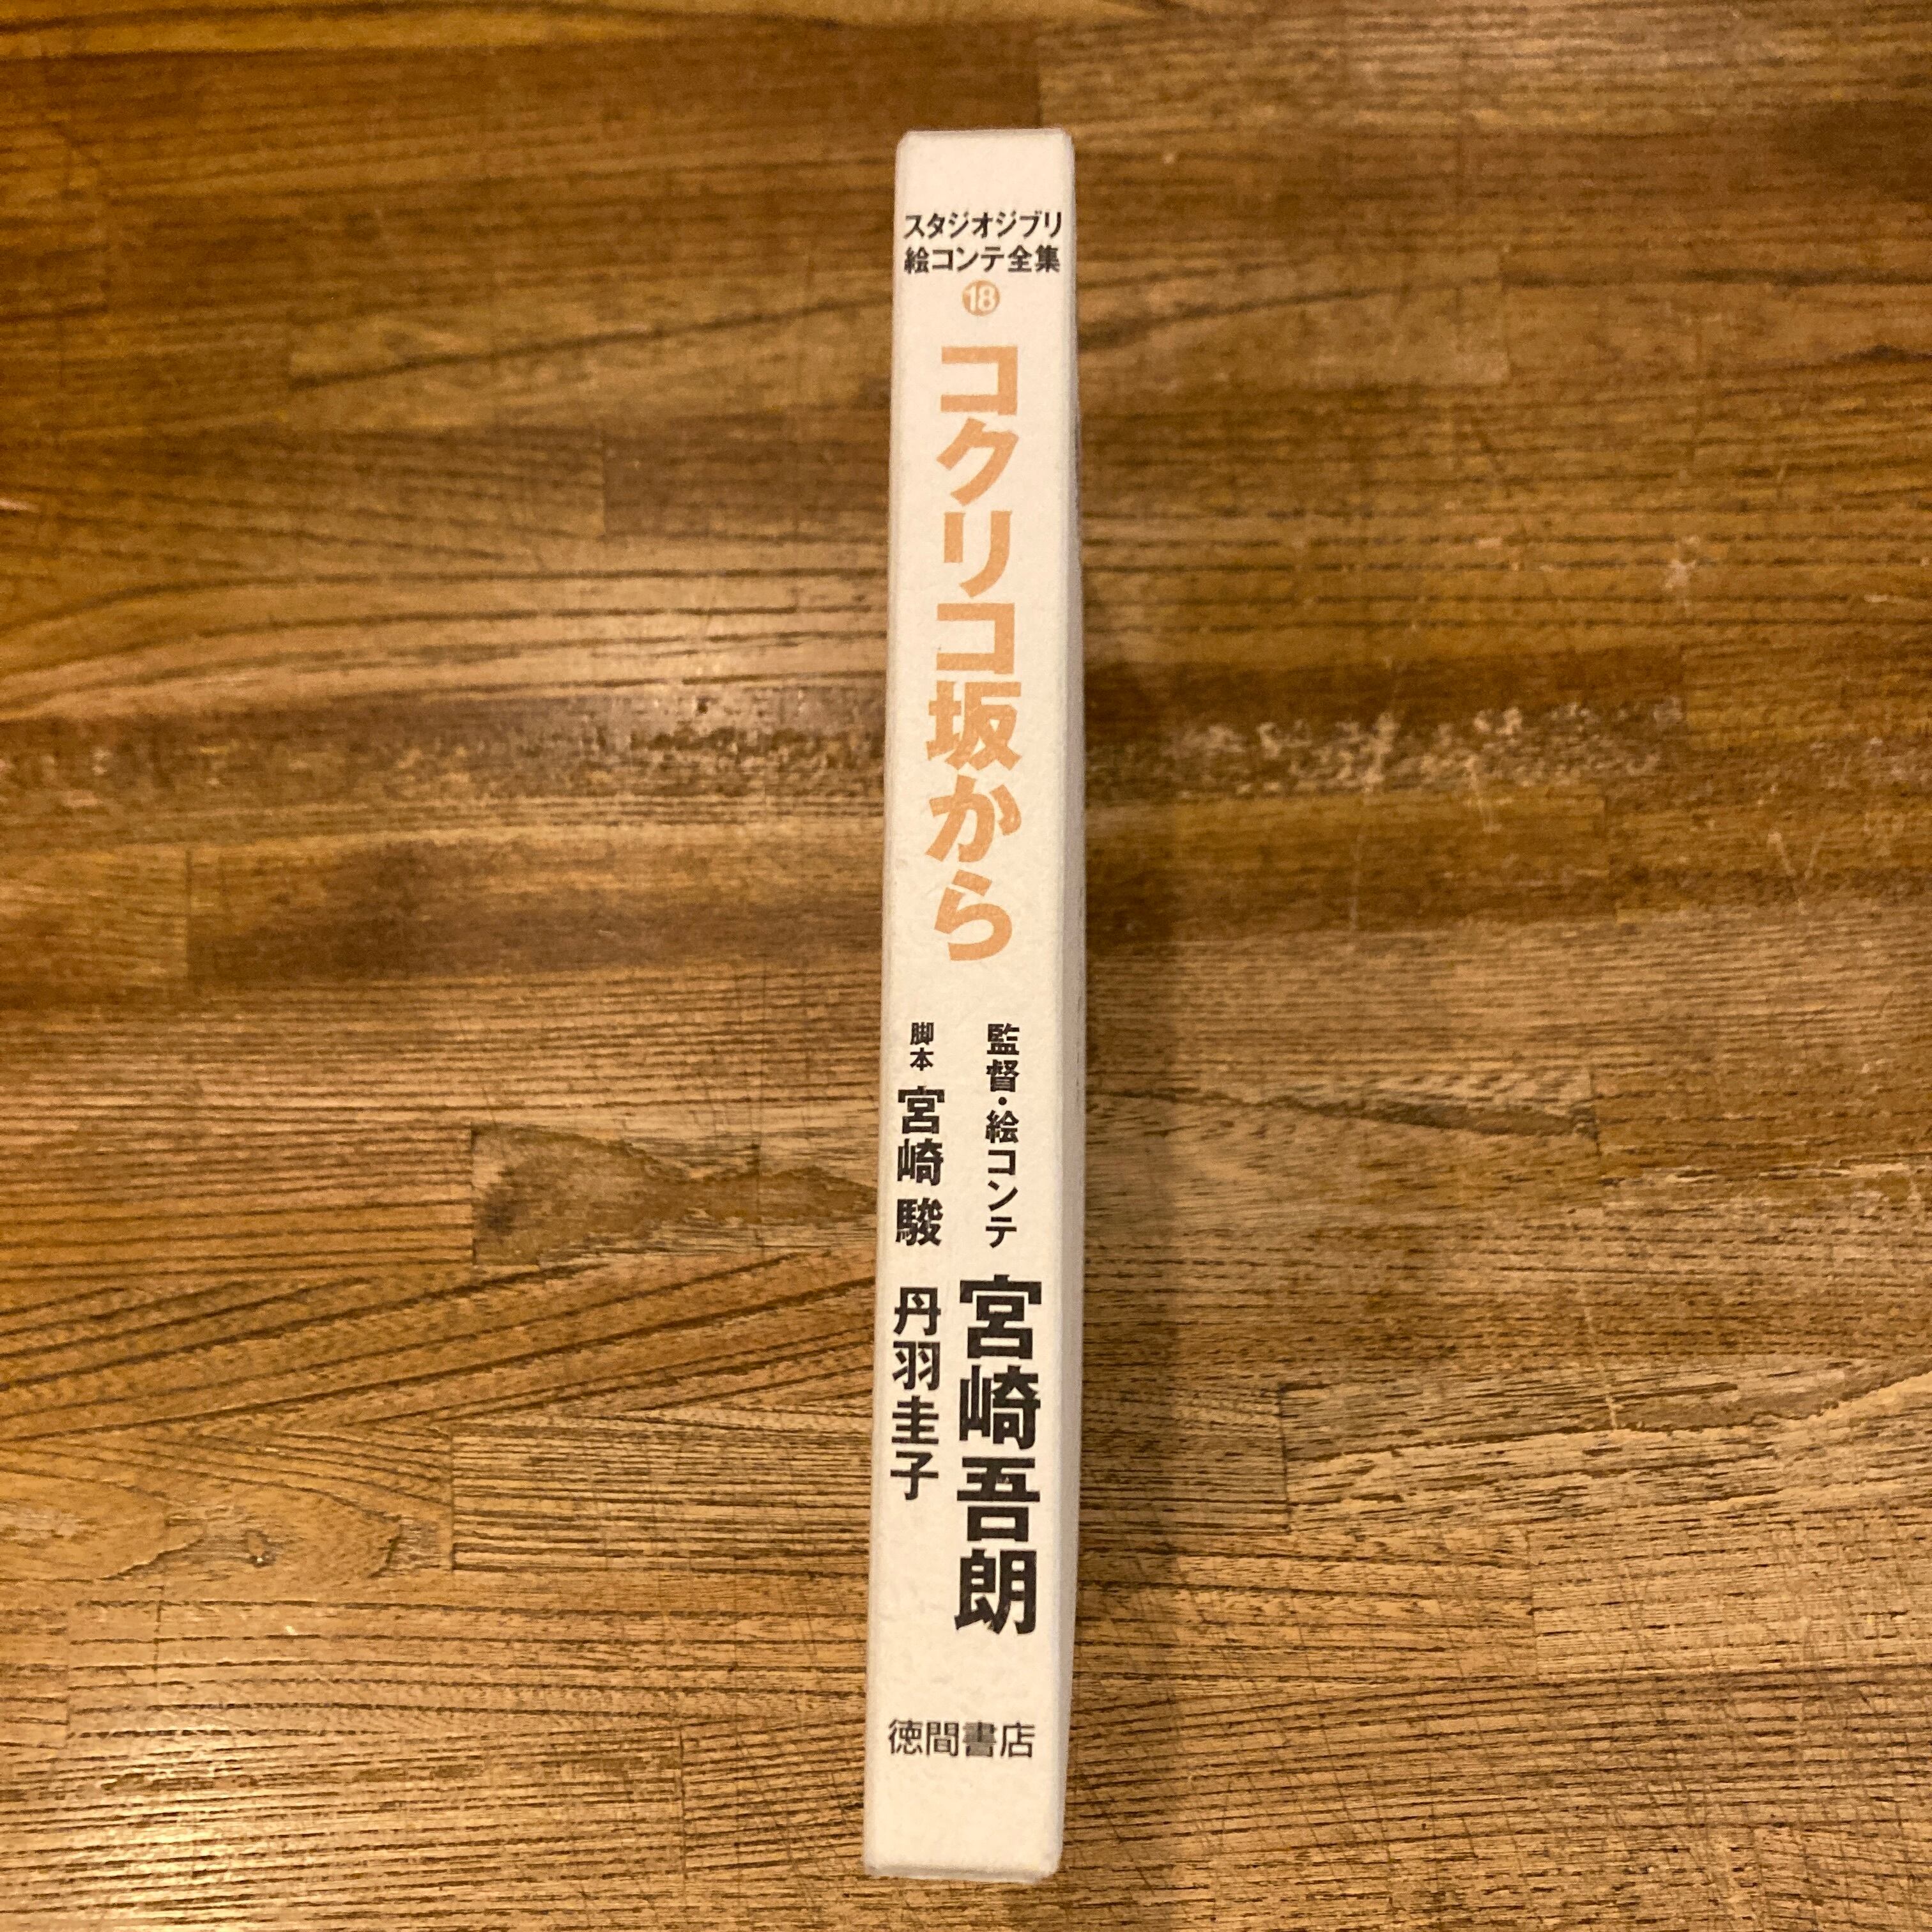 スタジオジブリ
絵コンテ全集
18
コクリコ坂から
監督・絵コンテ 宮崎吾朗
脚本 宮崎駿 丹羽圭子
徳間書店